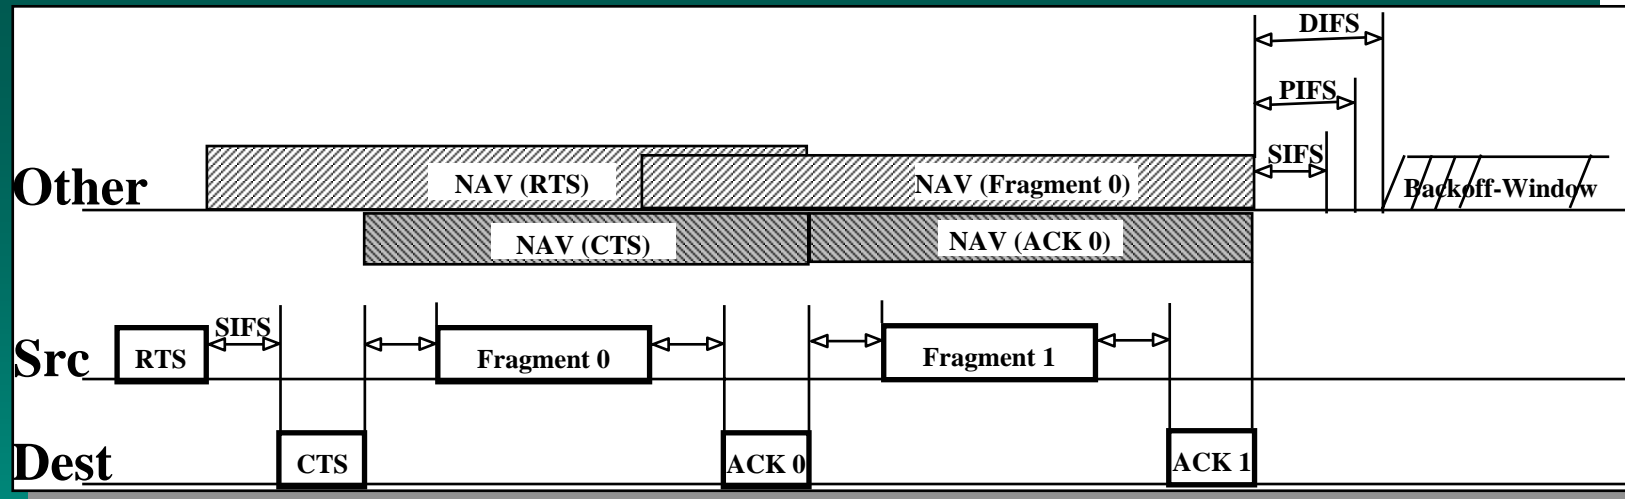 DIFS
PIFS
SIFS
Other
NAV (RTS)
NAV (Fragment 0)
Backoff-Window
NAV (CTS)
NAV (ACK 0)
Src
RTS
SIFS
Fragment 0
Fragment 1
Dest
CTS
ACK 0
ACK 1